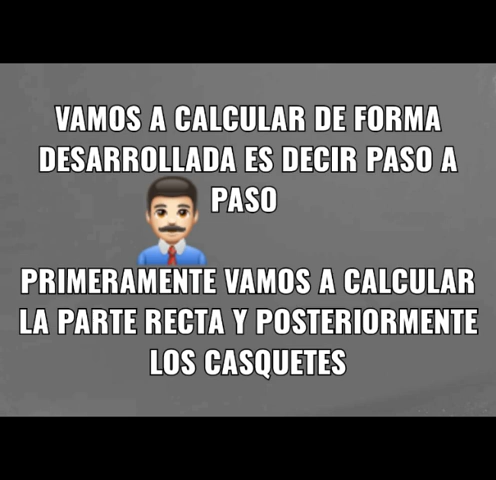 VAMOS A CALCULAR DE FORMA
DESARROLLADA ES DECIR PASO A
PASO
PRIMERAMENTE VAMOS A CALCULAR
LA PARTE RECTA Y POSTERIORMENTE
LOS CASQUETES